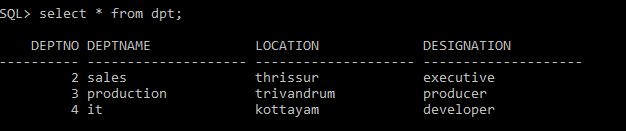 SQL> select * from dpt;
    DEPTNO DEPTNAME             LOCATION             DESIGNATION
---------- -------------------- -------------------- --------------------
         2 sales                thrissur             executive
         3 production           trivandrum           producer
         4 it                   kottayam             developer